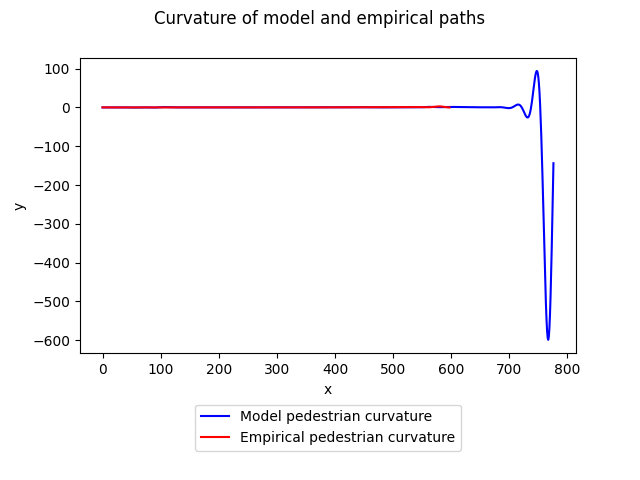 Curvature of model and empirical paths
100
0
−100
−200
−300
−400
−500
−600
y
0 100 200 300 400 500 600 700 800
x
Model pedestrian curvature
Empirical pedestrian curvature